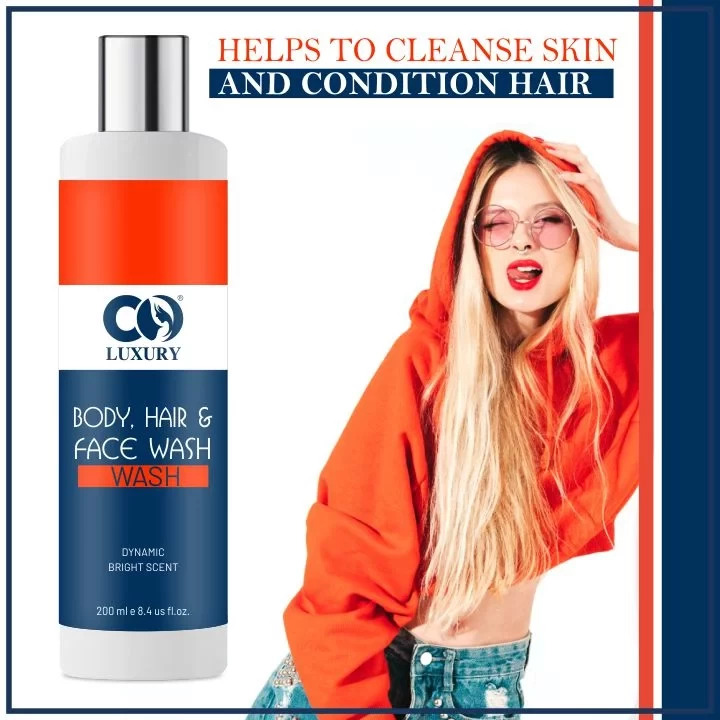 HELPS TO CLEANSE SKIN
AND CONDITION HAIR
CO®
LUXURY
BODY, HAIR &
FACE WASH
WASH
DYNAMIC
BRIGHT SCENT
200 ml e 8.4 us fl.oz.